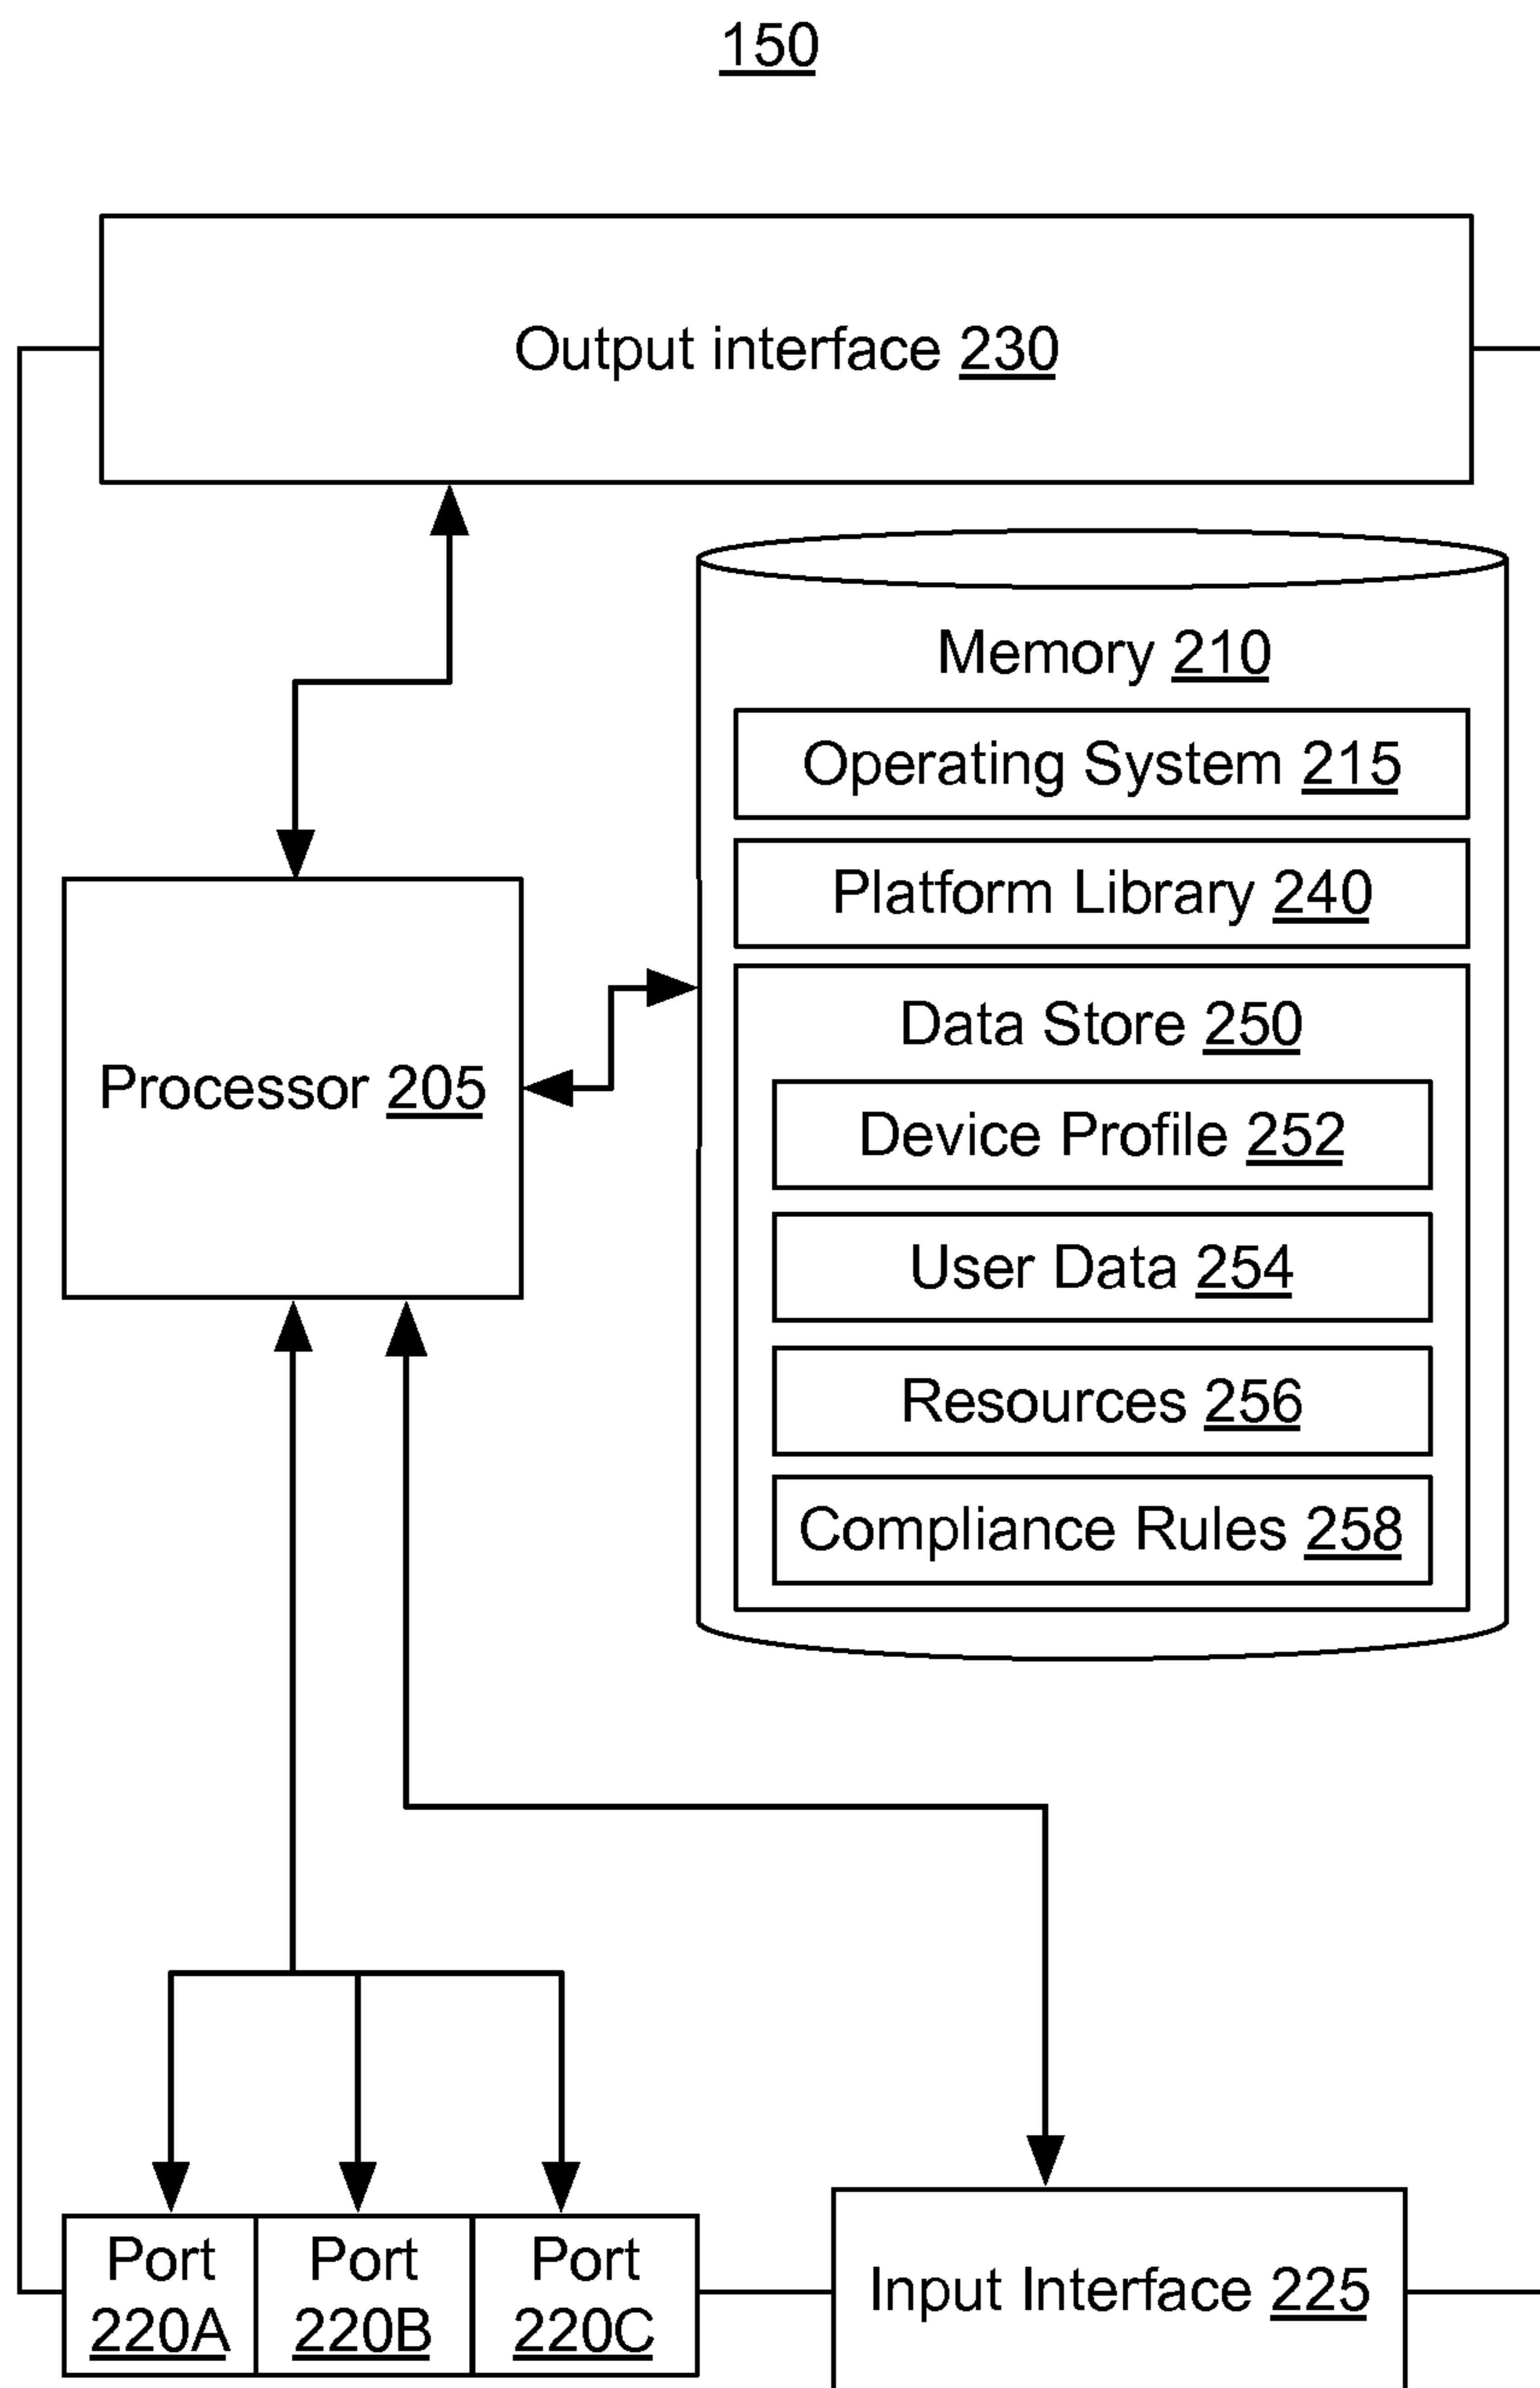 150
Output interface 230
Memory 210
Operating System 215
Platform Library 240
Data Store 250
Processor 205
Device Profile 252
User Data 254
Resources 256
Compliance Rules 258
Port
220A
Port
220B
Port
220C
Input Interface 225